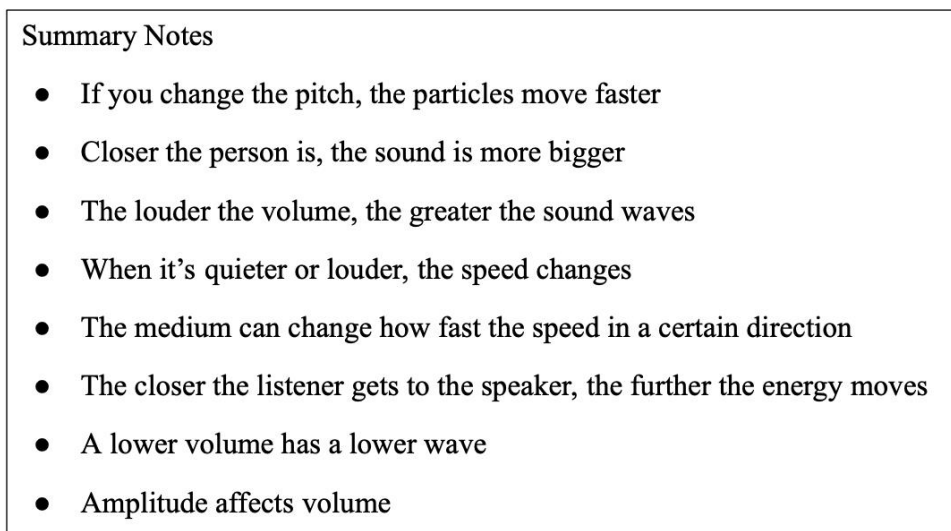 Summary Notes
● If you change the pitch, the particles move faster
● Closer the person is, the sound is more bigger
● The louder the volume, the greater the sound waves
● When it’s quieter or louder, the speed changes
● The medium can change how fast the speed in a certain direction
● The closer the listener gets to the speaker, the further the energy moves
● A lower volume has a lower wave
● Amplitude affects volume